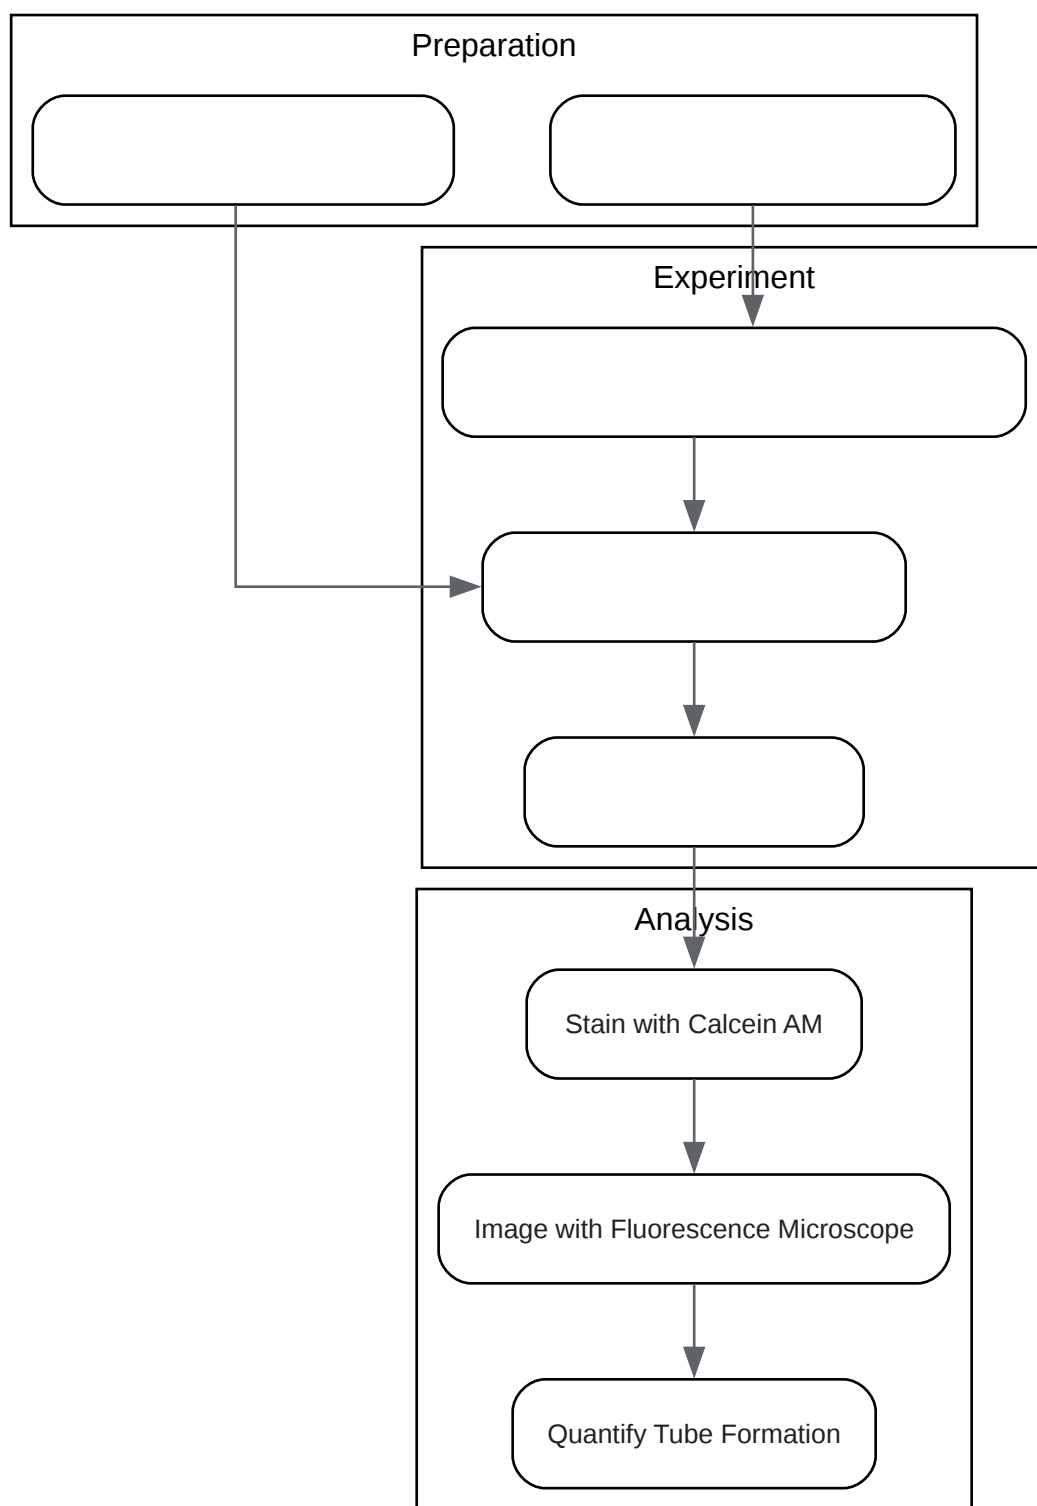 Preparation
Experiment
Analysis
Stain with Calcein AM
Image with Fluorescence Microscope
Quantify Tube Formation